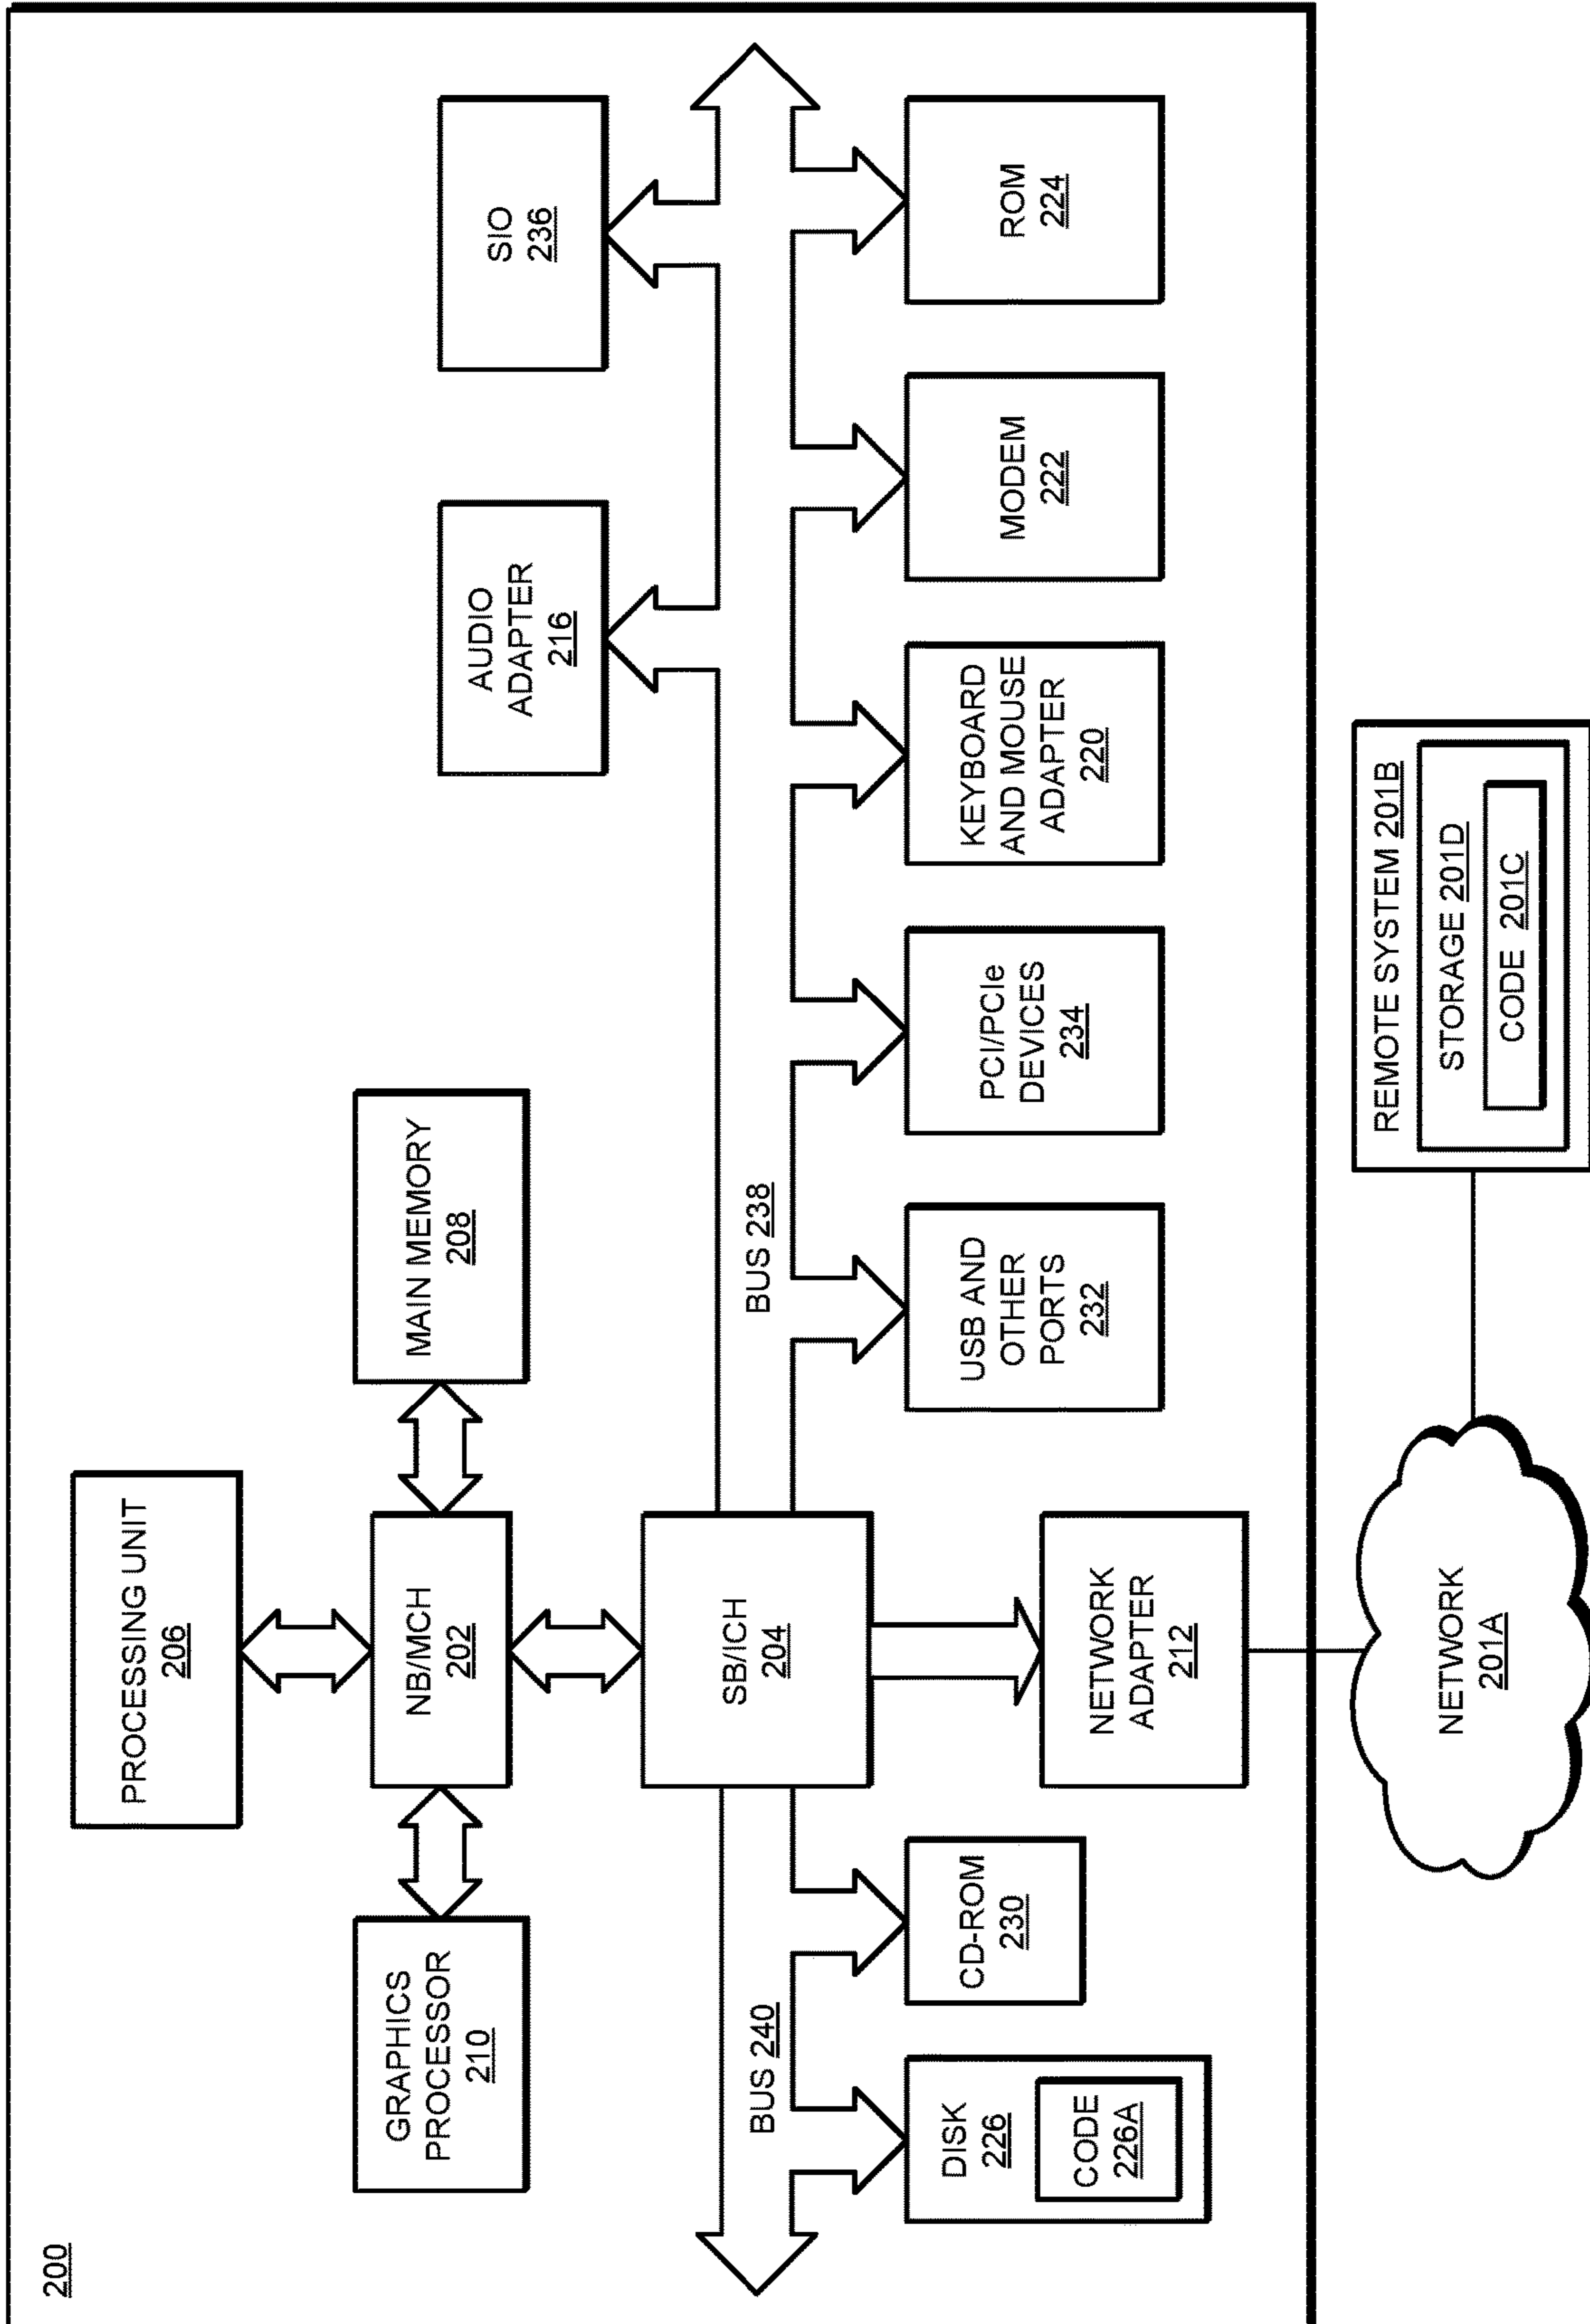 200
PROCESSING UNIT
206
GRAPHICS
PROCESSOR
210
NB/MCH
202
MAIN MEMORY
208
AUDIO
ADAPTER
216
SIO
236
SB/ICH
204
BUS 240
BUS 238
DISK
226
CODE
226A
CD-ROM
230
NETWORK
ADAPTER
212
USB AND
OTHER
PORTS
232
PCI/PCIe
DEVICES
234
KEYBOARD
AND MOUSE
ADAPTER
220
MODEM
222
ROM
224
NETWORK
201A
REMOTE SYSTEM 201B
STORAGE 201D
CODE 201C